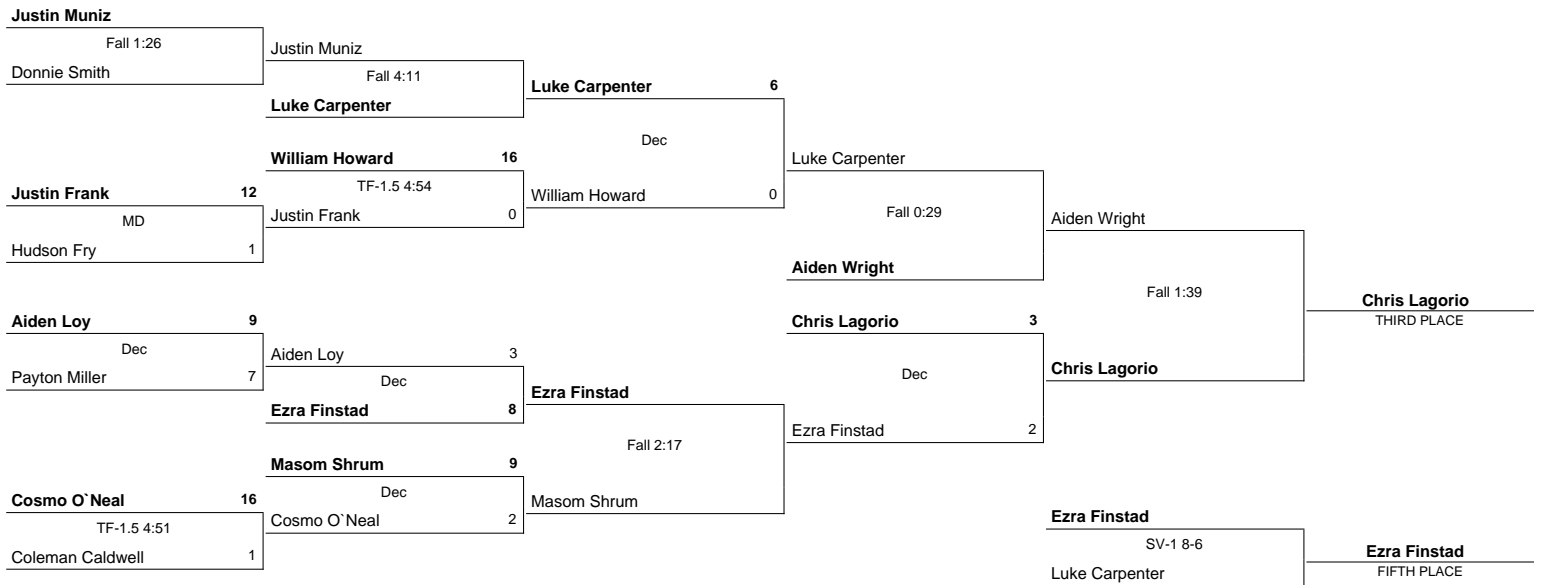 Justin Muniz
Fall 1:26
Donnie Smith
Justin Frank 12
MD
Hudson Fry 1
Aiden Loy 9
Dec
Payton Miller 7
Cosmo O`Neal 16
TF-1.5 4:51
Coleman Caldwell 1
Justin Muniz
Fall 4:11
Luke Carpenter
William Howard 16
TF-1.5 4:54
Justin Frank 0
Aiden Loy 3
Dec
Ezra Finstad 8
Masom Shrum 9
Dec
Cosmo O`Neal 2
Luke Carpenter 6
Dec
William Howard 0
Ezra Finstad
Fall 2:17
Masom Shrum
Luke Carpenter
Fall 0:29
Aiden Wright
Chris Lagorio 3
Dec
Ezra Finstad 2
Aiden Wright
Fall 1:39
Chris Lagorio
Chris Lagorio
THIRD PLACE
Ezra Finstad
SV-1 8-6
Luke Carpenter
Ezra Finstad
FIFTH PLACE